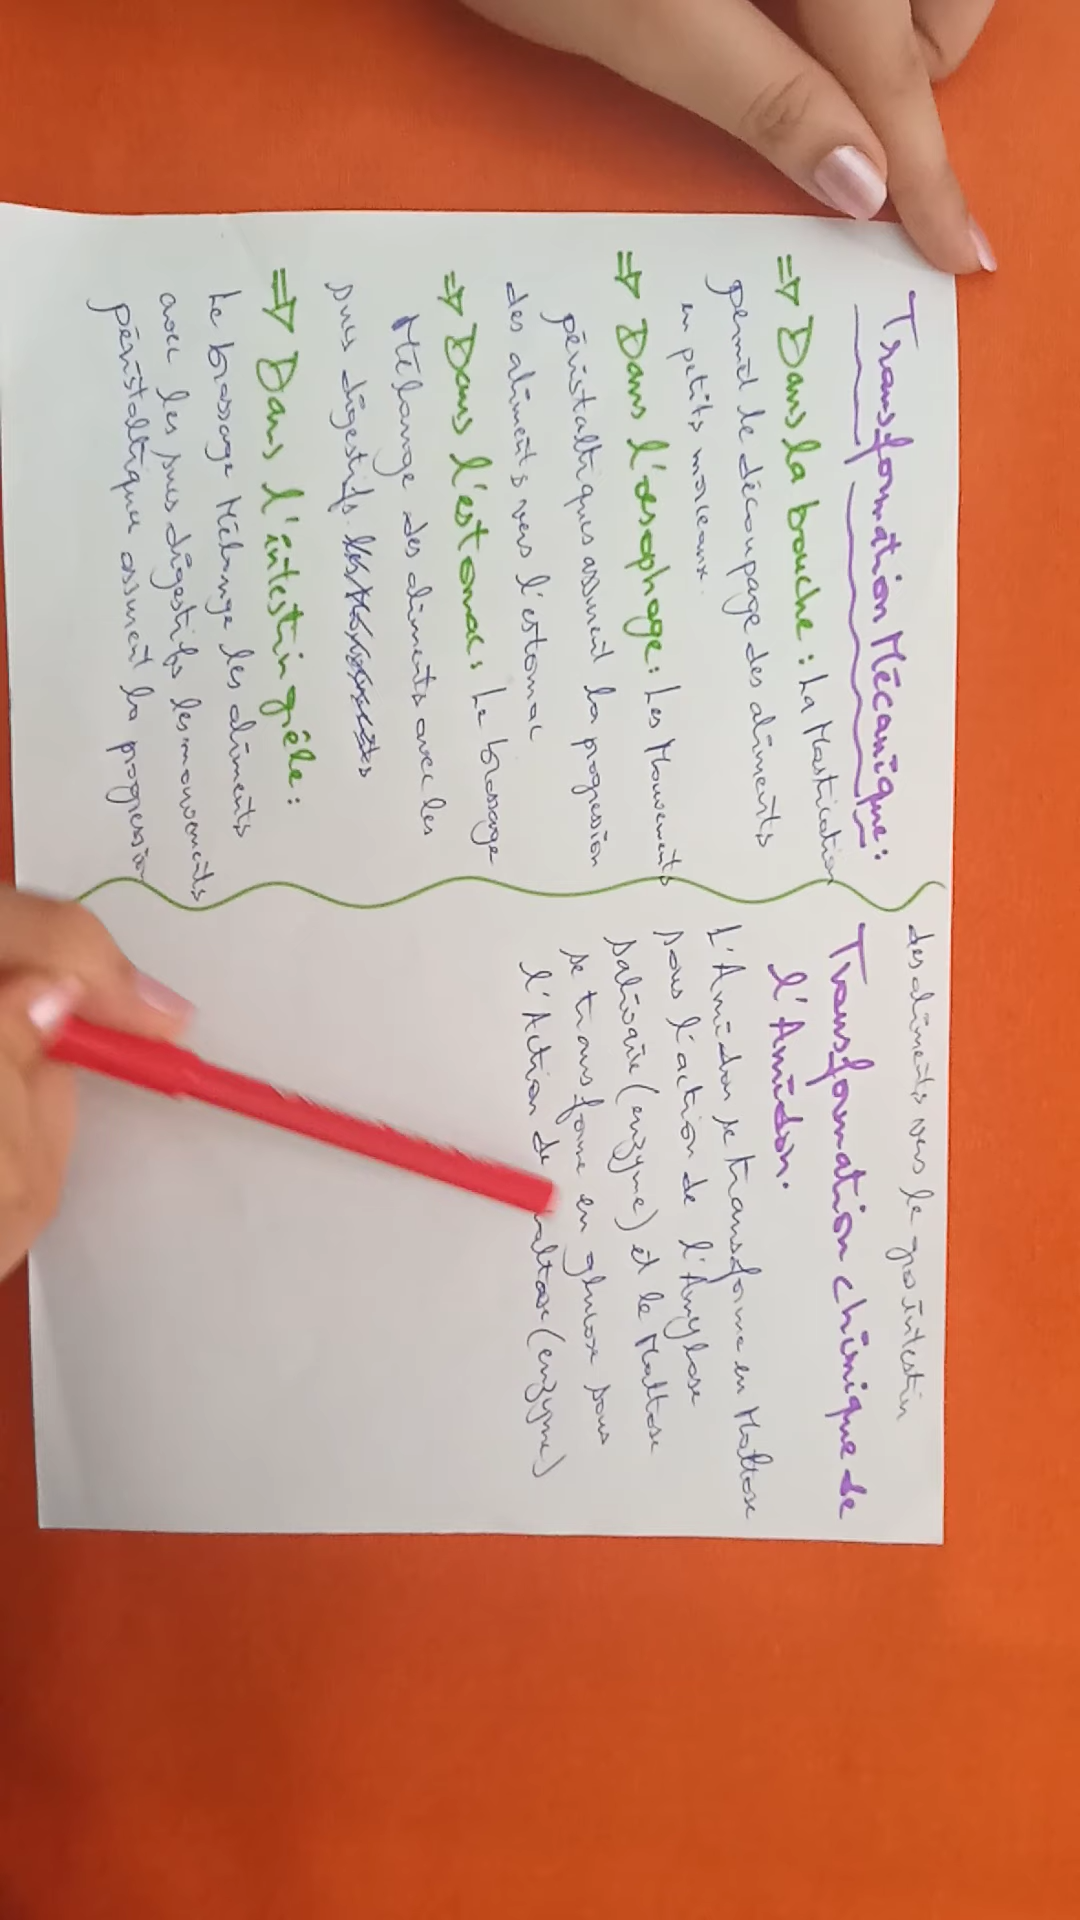 Transformation Mécanique:
⇒ Dans la bouche : La Mastication
permet le découpage des aliments
en petits morceaux.
⇒ Dans l'œsophage : Les Mouvements
péristaltiques assurent la progression
des aliments vers l'estomac
⇒ Dans l'estomac : Le brassage
Mélange des aliments avec les
sucs digestifs.
⇒ Dans l'intestin grêle :
Le brassage Mélange les aliments
avec les sucs digestifs les mouvements
péristaltique assurent la progression
des aliments vers le gros intestin
Transformation chimique de
l'Amidon.
L'Amidon se transforme en Maltose
sous l'action de l'Amylase
salivaire (enzyme) et le Maltose
se transforme en glucose sous
l'Action de maltase (enzyme)